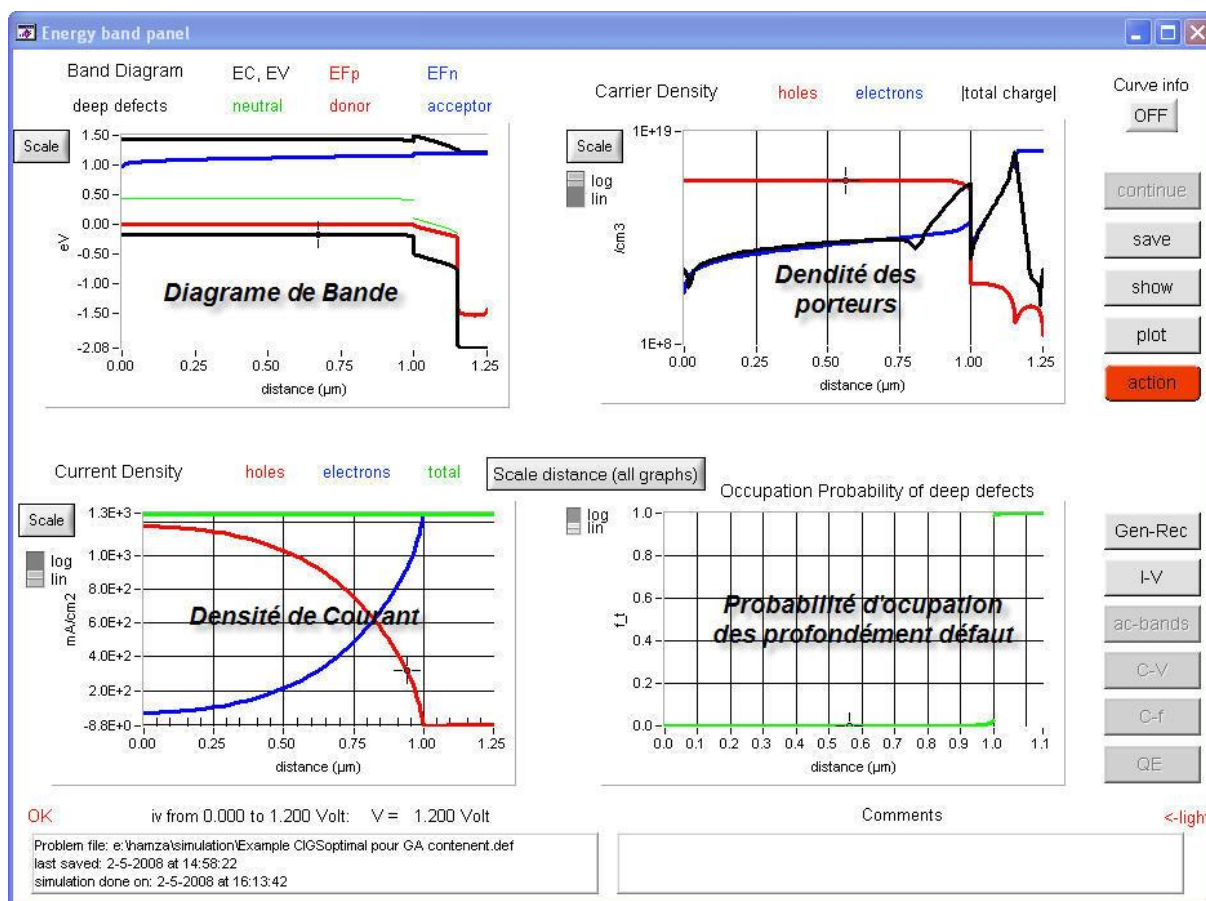 Energy band panel
Band Diagram EC, EV EFp EFn
deep defects neutral donor acceptor
Scale
1.50
1.00
0.50
0.00
-0.50
-1.00
-1.50
-2.08
eV
Diagrame de Bande
0.00 0.25 0.50 0.75 1.00 1.25
distance (µm)
Carrier Density holes electrons |total charge|
Scale
log
lin
1E+19
/cm3
1E+8
Dendité des
porteurs
0.00 0.25 0.50 0.75 1.00 1.25
distance (µm)
Curve info
OFF
continue
save
show
plot
action
Current Density holes electrons total
Scale distance (all graphs)
Scale
log
lin
1.3E+3
1.0E+3
8.0E+2
6.0E+2
4.0E+2
2.0E+2
-8.8E+0
mA/cm2
Densité de Courant
0.00 0.25 0.50 0.75 1.00 1.25
distance (µm)
Occupation Probability of deep defects
log
lin
1.0
0.8
0.6
0.4
0.2
0.0
f_t
Probabilité d'ocupation
des profondément défaut
0.0 0.1 0.2 0.3 0.4 0.5 0.6 0.7 0.8 0.9 1.0 1.1
distance (µm)
Gen-Rec
I-V
ac-bands
C-V
C-f
QE
OK iv from 0.000 to 1.200 Volt: V = 1.200 Volt
Comments
<-light
Problem file: e:\hamza\simulation\Example CIGSoptimal pour GA contenent.def
last saved: 2-5-2008 at 14:58:22
simulation done on: 2-5-2008 at 16:13:42